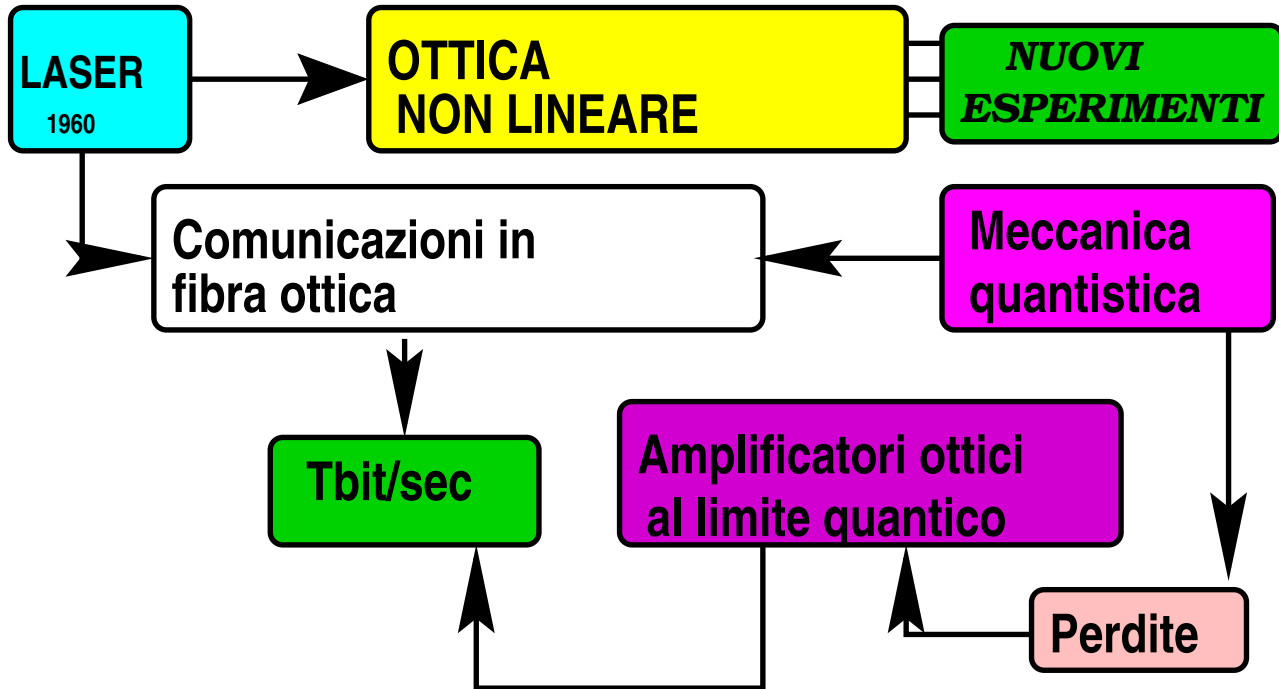 LASER
1960
OTTICA
NON LINEARE
NUOVI
ESPERIMENTI
Comunicazioni in
fibra ottica
Meccanica
quantistica
Tbit/sec
Amplificatori ottici
al limite quantico
Perdite